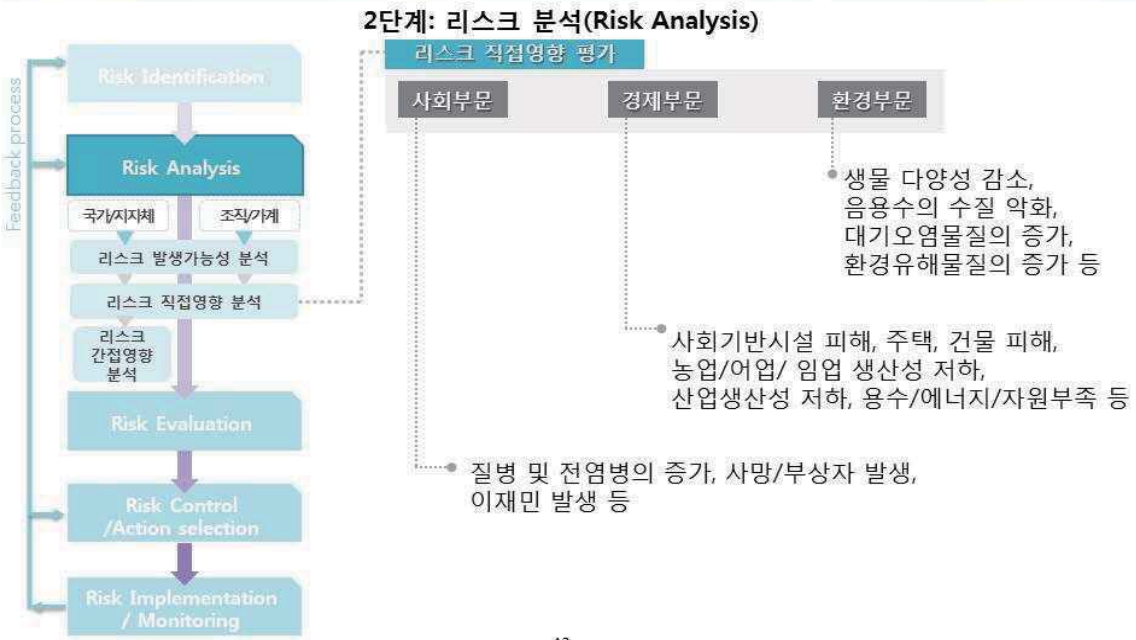 2단계: 리스크 분석(Risk Analysis)
리스크 직접영향 평가
사회부문
경제부문
환경부문
생물 다양성 감소,
음용수의 수질 악화,
대기오염물질의 증가,
환경유해물질의 증가 등
사회기반시설 피해, 주택, 건물 피해,
농업/어업/ 임업 생산성 저하,
산업생산성 저하, 용수/에너지/자원부족 등
질병 및 전염병의 증가, 사망/부상자 발생,
이재민 발생 등
Feedback process
Risk Identification
Risk Analysis
국가/지자체
조직/가계
리스크 발생가능성 분석
리스크 직접영향 분석
리스크
간접영향
분석
Risk Evaluation
Risk Control
/Action selection
Risk Implementation
/ Monitoring